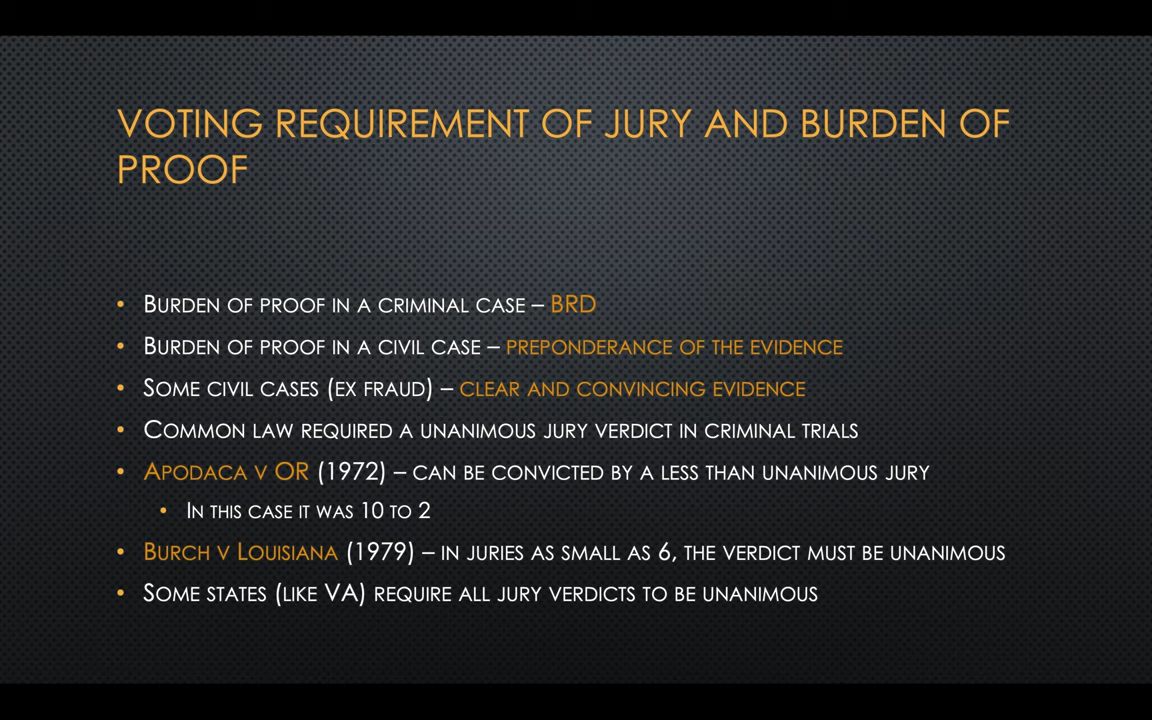 VOTING REQUIREMENT OF JURY AND BURDEN OF
PROOF
• BURDEN OF PROOF IN A CRIMINAL CASE – BRD
• BURDEN OF PROOF IN A CIVIL CASE – PREPONDERANCE OF THE EVIDENCE
• SOME CIVIL CASES (EX FRAUD) – CLEAR AND CONVINCING EVIDENCE
• COMMON LAW REQUIRED A UNANIMOUS JURY VERDICT IN CRIMINAL TRIALS
• APODACA V OR (1972) – CAN BE CONVICTED BY A LESS THAN UNANIMOUS JURY
• IN THIS CASE IT WAS 10 TO 2
• BURCH V LOUISIANA (1979) – IN JURIES AS SMALL AS 6, THE VERDICT MUST BE UNANIMOUS
• SOME STATES (LIKE VA) REQUIRE ALL JURY VERDICTS TO BE UNANIMOUS